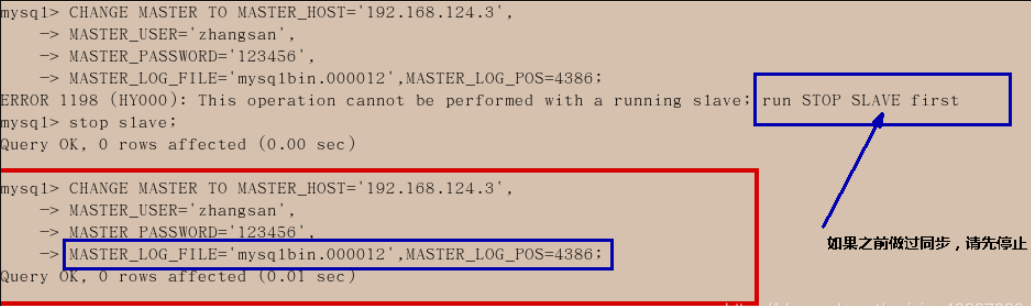 mysql> CHANGE MASTER TO MASTER_HOST='192.168.124.3',
-> MASTER_USER='zhangsan',
-> MASTER_PASSWORD='123456',
-> MASTER_LOG_FILE='mysqlbin.000012',MASTER_LOG_POS=4386;
ERROR 1198 (HY000): This operation cannot be performed with a running slave; run STOP SLAVE first
mysql> stop slave;
Query OK, 0 rows affected (0.00 sec)
mysql> CHANGE MASTER TO MASTER_HOST='192.168.124.3',
-> MASTER_USER='zhangsan',
-> MASTER PASSWORD='123456',
-> MASTER_LOG_FILE='mysqlbin.000012',MASTER_LOG_POS=4386;
如果之前做过同步，请先停止
Query OK, 0 rows affected (0.01 sec)